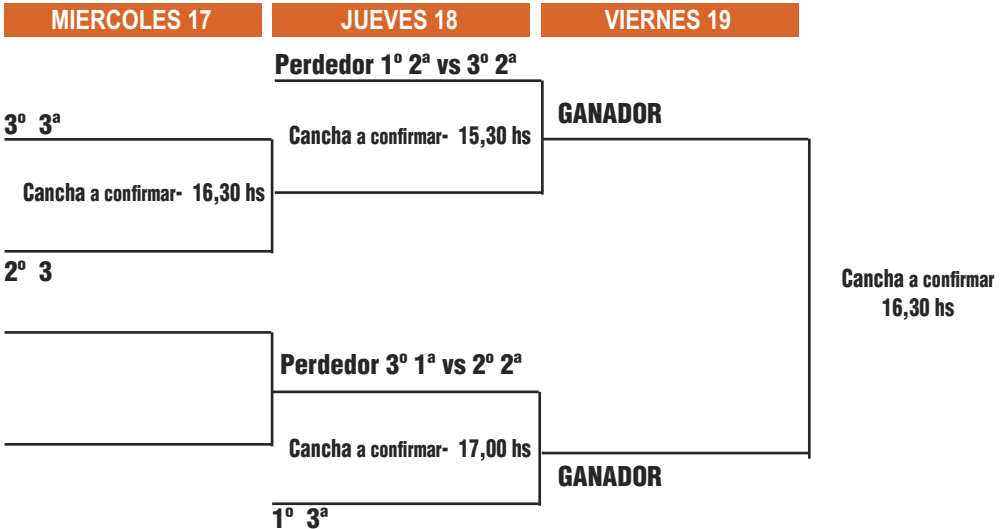 MIERCOLES 17
JUEVES 18
VIERNES 19
Perdedor 1º 2ª vs 3º 2ª
GANADOR
3º 3ª
Cancha a confirmar- 15,30 hs
Cancha a confirmar- 16,30 hs
2º 3
Cancha a confirmar
16,30 hs
Perdedor 3º 1ª vs 2º 2ª
Cancha a confirmar- 17,00 hs
GANADOR
1º 3ª